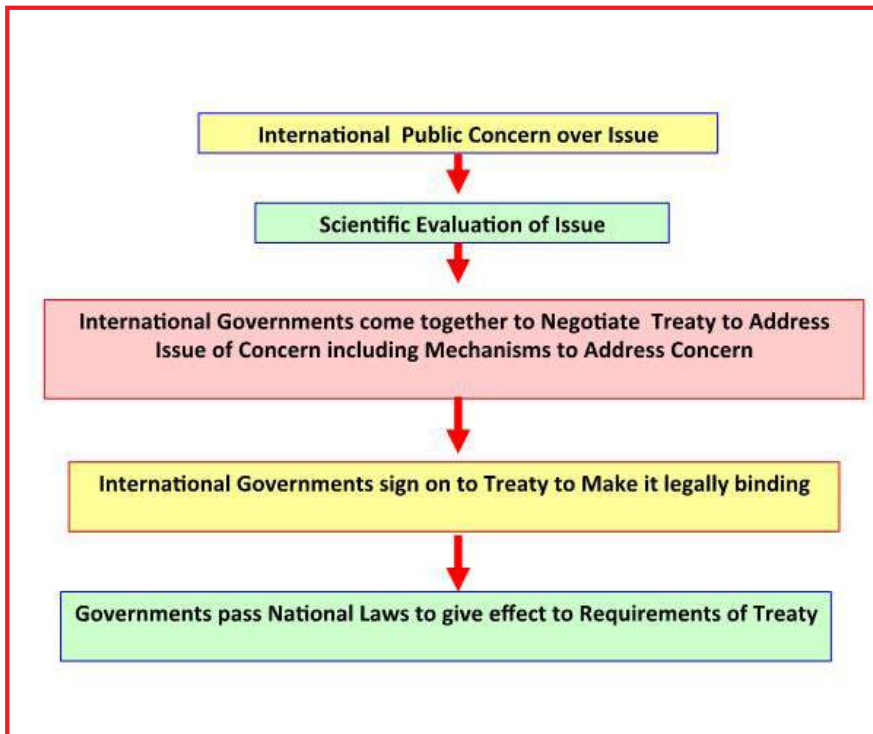 International Public Concern over Issue
Scientific Evaluation of Issue
International Governments come together to Negotiate Treaty to Address
Issue of Concern including Mechanisms to Address Concern
International Governments sign on to Treaty to Make it legally binding
Governments pass National Laws to give effect to Requirements of Treaty